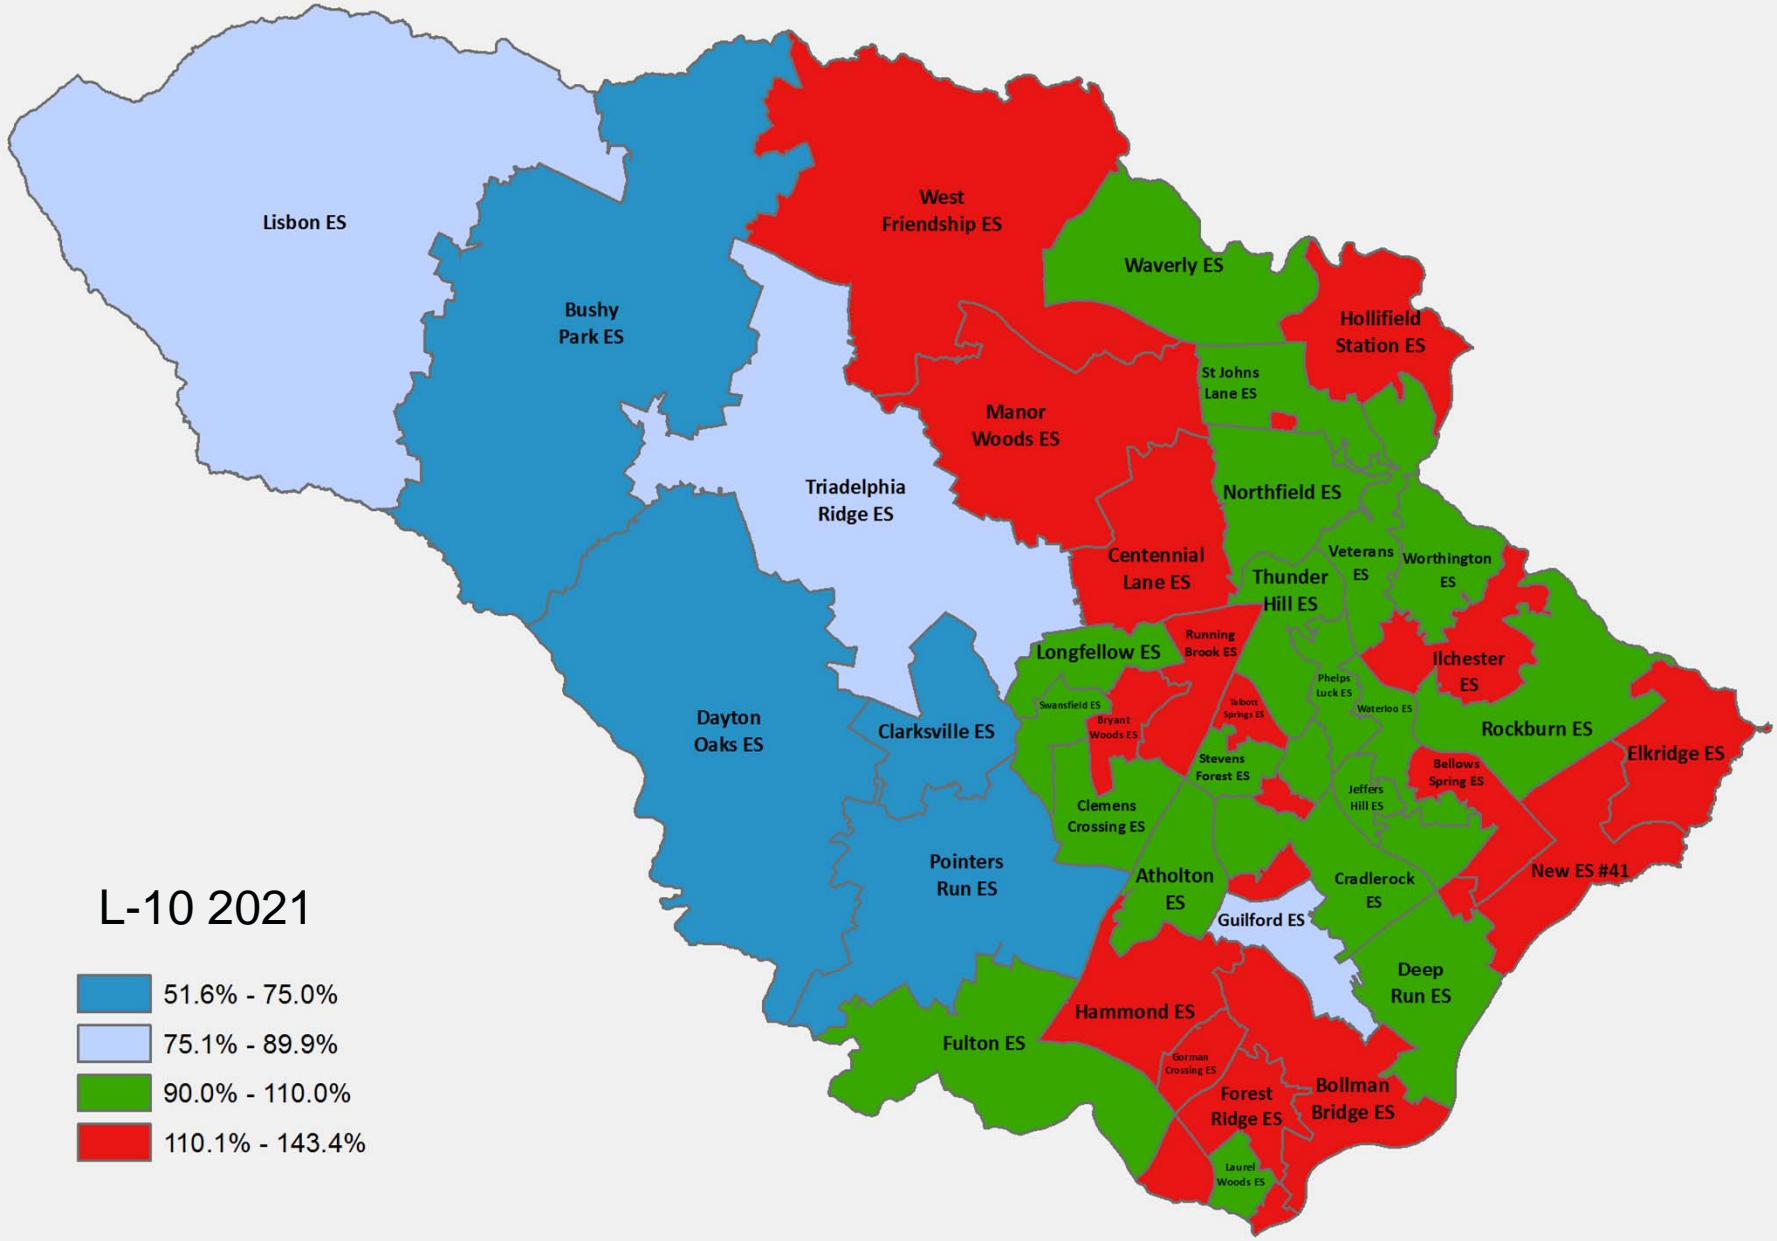 Lisbon ES
Bushy
Park ES
West
Friendship ES
Waverly ES
Hollifield
Station ES
St Johns
Lane ES
Manor
Woods ES
Triadelphia
Ridge ES
Northfield ES
Centennial
Lane ES
Veterans
ES
Worthington
ES
Thunder
Hill ES
Running
Brook ES
Longfellow ES
Ilchester
ES
Phelps
Luck ES
Swansfield ES
Bryant
Woods ES
Talbott
Springs ES
Waterloo ES
Rockburn ES
Elkridge ES
Dayton
Oaks ES
Clarksville ES
Stevens
Forest ES
Bellows
Spring ES
Jeffers
Hill ES
Clemens
Crossing ES
Pointers
Run ES
Atholton
ES
Cradlerock
ES
New ES #41
Guilford ES
Deep
Run ES
Hammond ES
Fulton ES
Gorman
Crossing ES
Forest
Ridge ES
Bollman
Bridge ES
Laurel
Woods ES
L-10 2021
51.6% - 75.0%
75.1% - 89.9%
90.0% - 110.0%
110.1% - 143.4%